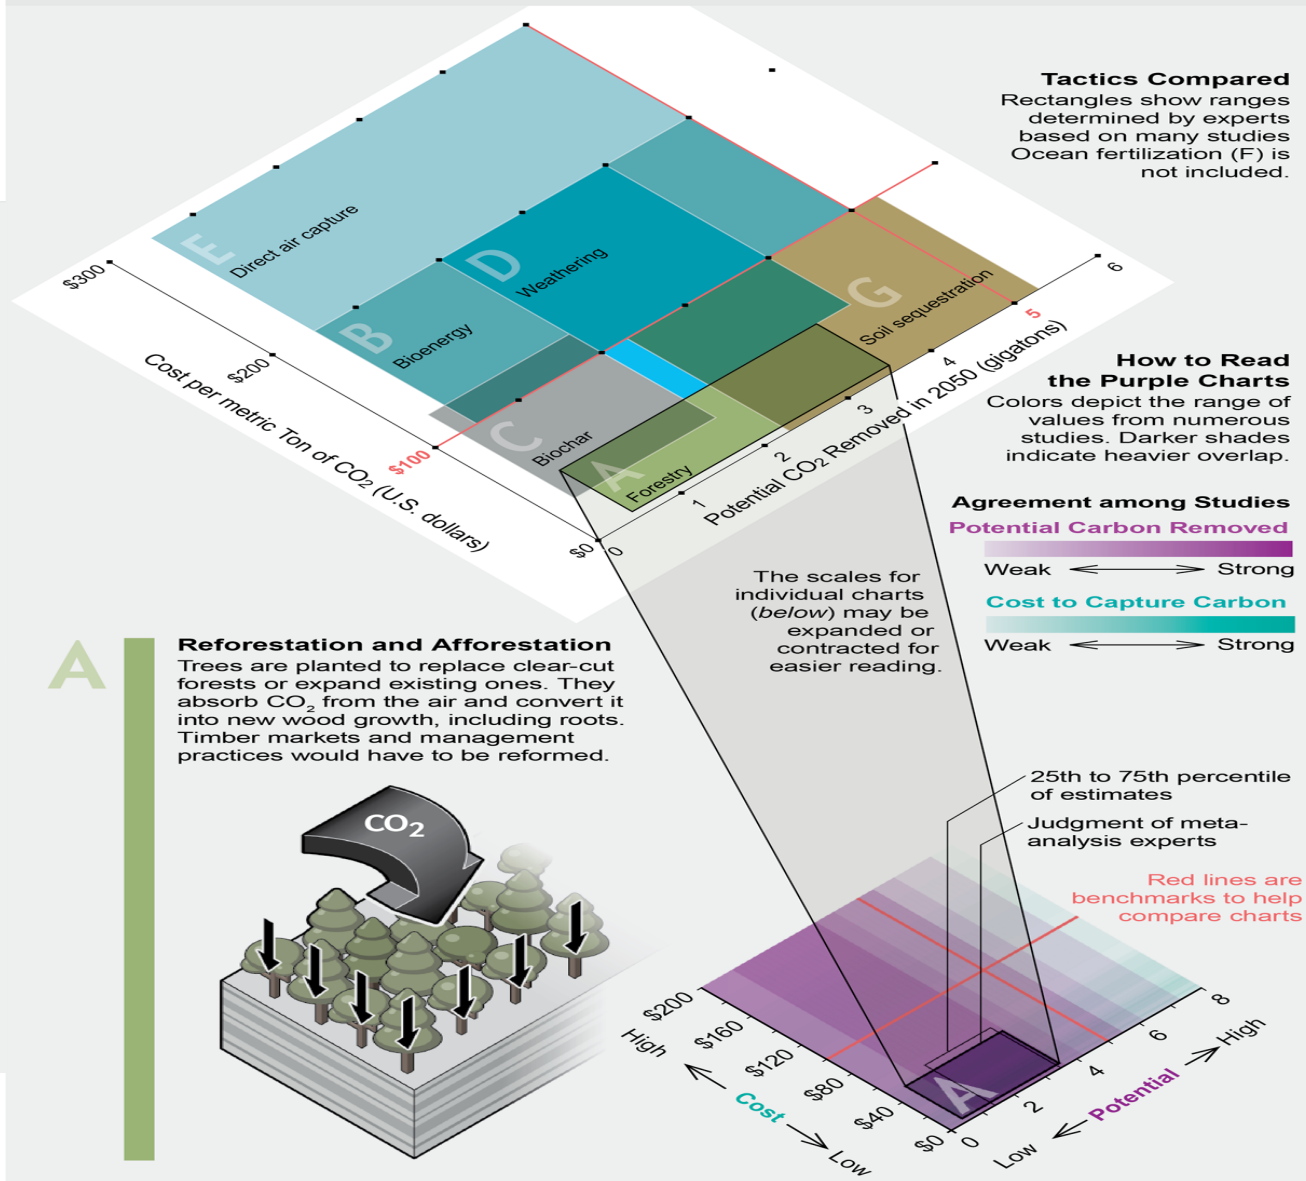 Tactics Compared
Rectangles show ranges
determined by experts
based on many studies
Ocean fertilization (F) is
not included.
E
Direct air capture
D
Weathering
B
Bioenergy
G
Soil sequestration
C
Biochar
A
Forestry
$300
$200
$100
$0
Cost per metric Ton of CO2 (U.S. dollars)
0
1
2
3
4
5
6
Potential CO2 Removed in 2050 (gigatons)
How to Read
the Purple Charts
Colors depict the range of
values from numerous
studies. Darker shades
indicate heavier overlap.
Agreement among Studies
Potential Carbon Removed
Weak Strong
Cost to Capture Carbon
Weak Strong
The scales for
individual charts
(below) may be
expanded or
contracted for
easier reading.
A
Reforestation and Afforestation
Trees are planted to replace clear-cut
forests or expand existing ones. They
absorb CO2 from the air and convert it
into new wood growth, including roots.
Timber markets and management
practices would have to be reformed.
CO2
25th to 75th percentile
of estimates
Judgment of meta-
analysis experts
Red lines are
benchmarks to help
compare charts
A
$200
$160
$120
$80
$40
$0
High
Cost
Low
0
2
4
6
8
Low
Potential
High